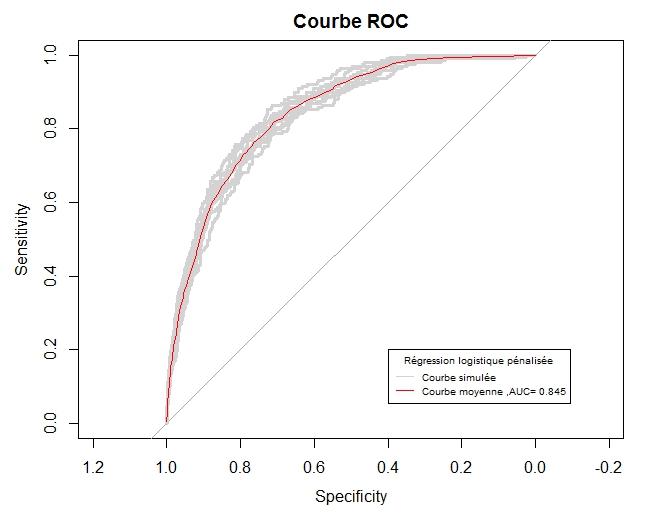 Courbe ROC
Sensitivity
1.0
0.8
0.6
0.4
0.2
0.0
Régression logistique pénalisée
Courbe simulée
Courbe moyenne ,AUC= 0.845
1.2 1.0 0.8 0.6 0.4 0.2 0.0 -0.2
Specificity